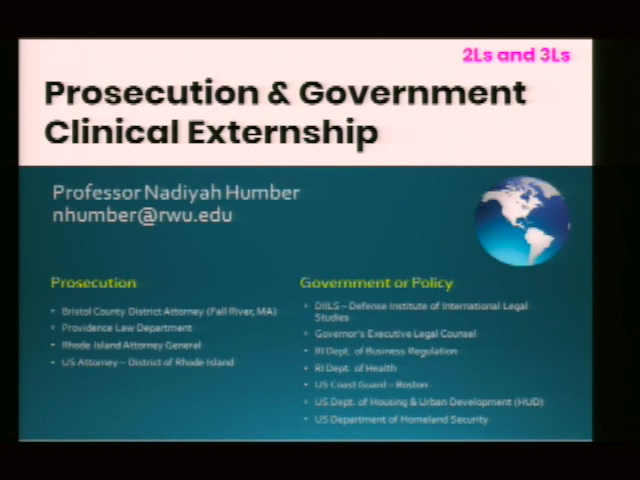 2Ls and 3Ls
Prosecution & Government
Clinical Externship
Professor Nadiyah Humber
nhumber@rwu.edu
Prosecution
• Bristol County District Attorney (Fall River, MA)
• Providence Law Department
• Rhode Island Attorney General
• US Attorney – District of Rhode Island
Government or Policy
• DIILS – Defense Institute of International Legal
Studies
• Governor's Executive Legal Counsel
• RI Dept. of Business Regulation
• RI Dept. of Health
• US Coast Guard – Boston
• US Dept. of Housing & Urban Development (HUD)
• US Department of Homeland Security